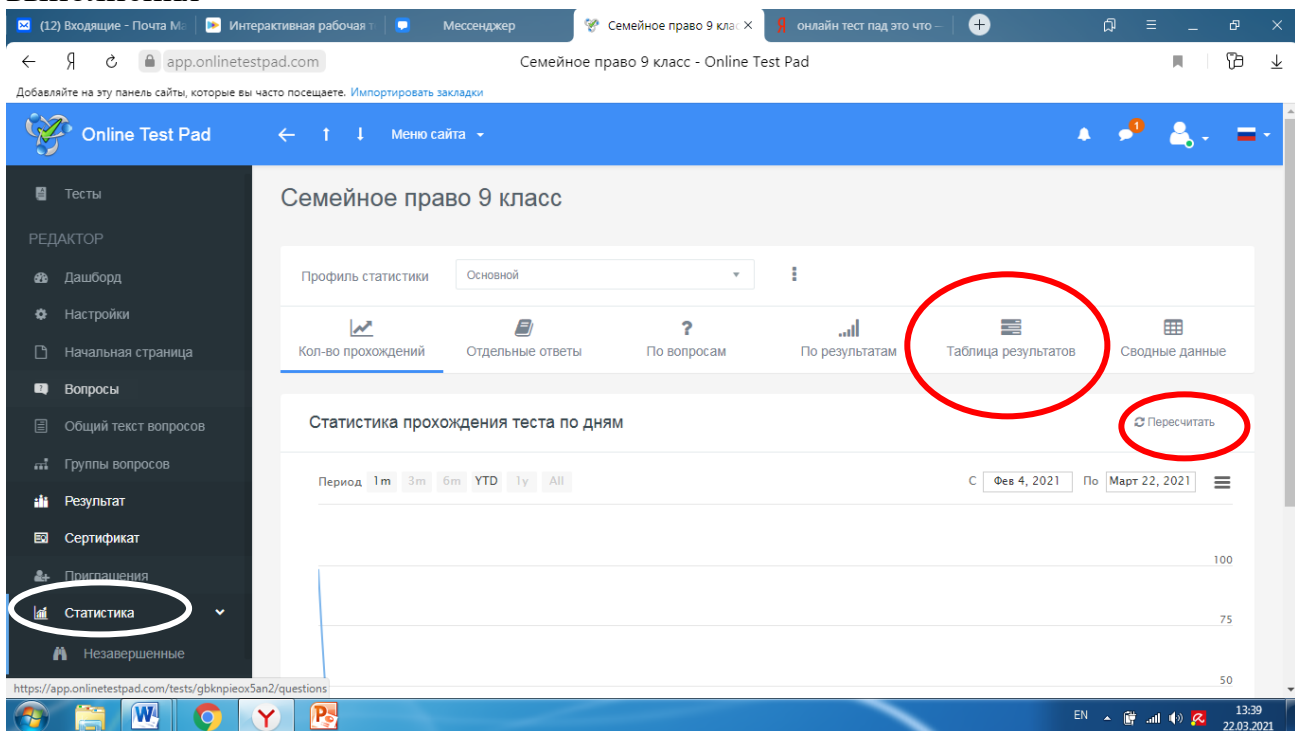 (12) Входящие - Почта Ма
Интерактивная рабочая т
Мессенджер
Семейное право 9 клас
онлайн тест пад это что —
app.onlinetestpad.com
Семейное право 9 класс - Online Test Pad
Добавляйте на эту панель сайты, которые вы часто посещаете. Импортировать закладки
Online Test Pad
Меню сайта
1
Тесты
РЕДАКТОР
Дашборд
Настройки
Начальная страница
Вопросы
Общий текст вопросов
Группы вопросов
Результат
Сертификат
Приглашения
Статистика
Незавершенные
Семейное право 9 класс
Профиль статистики Основной
Кол-во прохождений
Отдельные ответы
По вопросам
По результатам
Таблица результатов
Сводные данные
Статистика прохождения теста по дням
Пересчитать
Период 1m 3m 6m YTD 1y All
С Фев 4, 2021 По Март 22, 2021
100
75
50
https://app.onlinetestpad.com/tests/gbknpieox5an2/questions
EN
13:39
22.03.2021